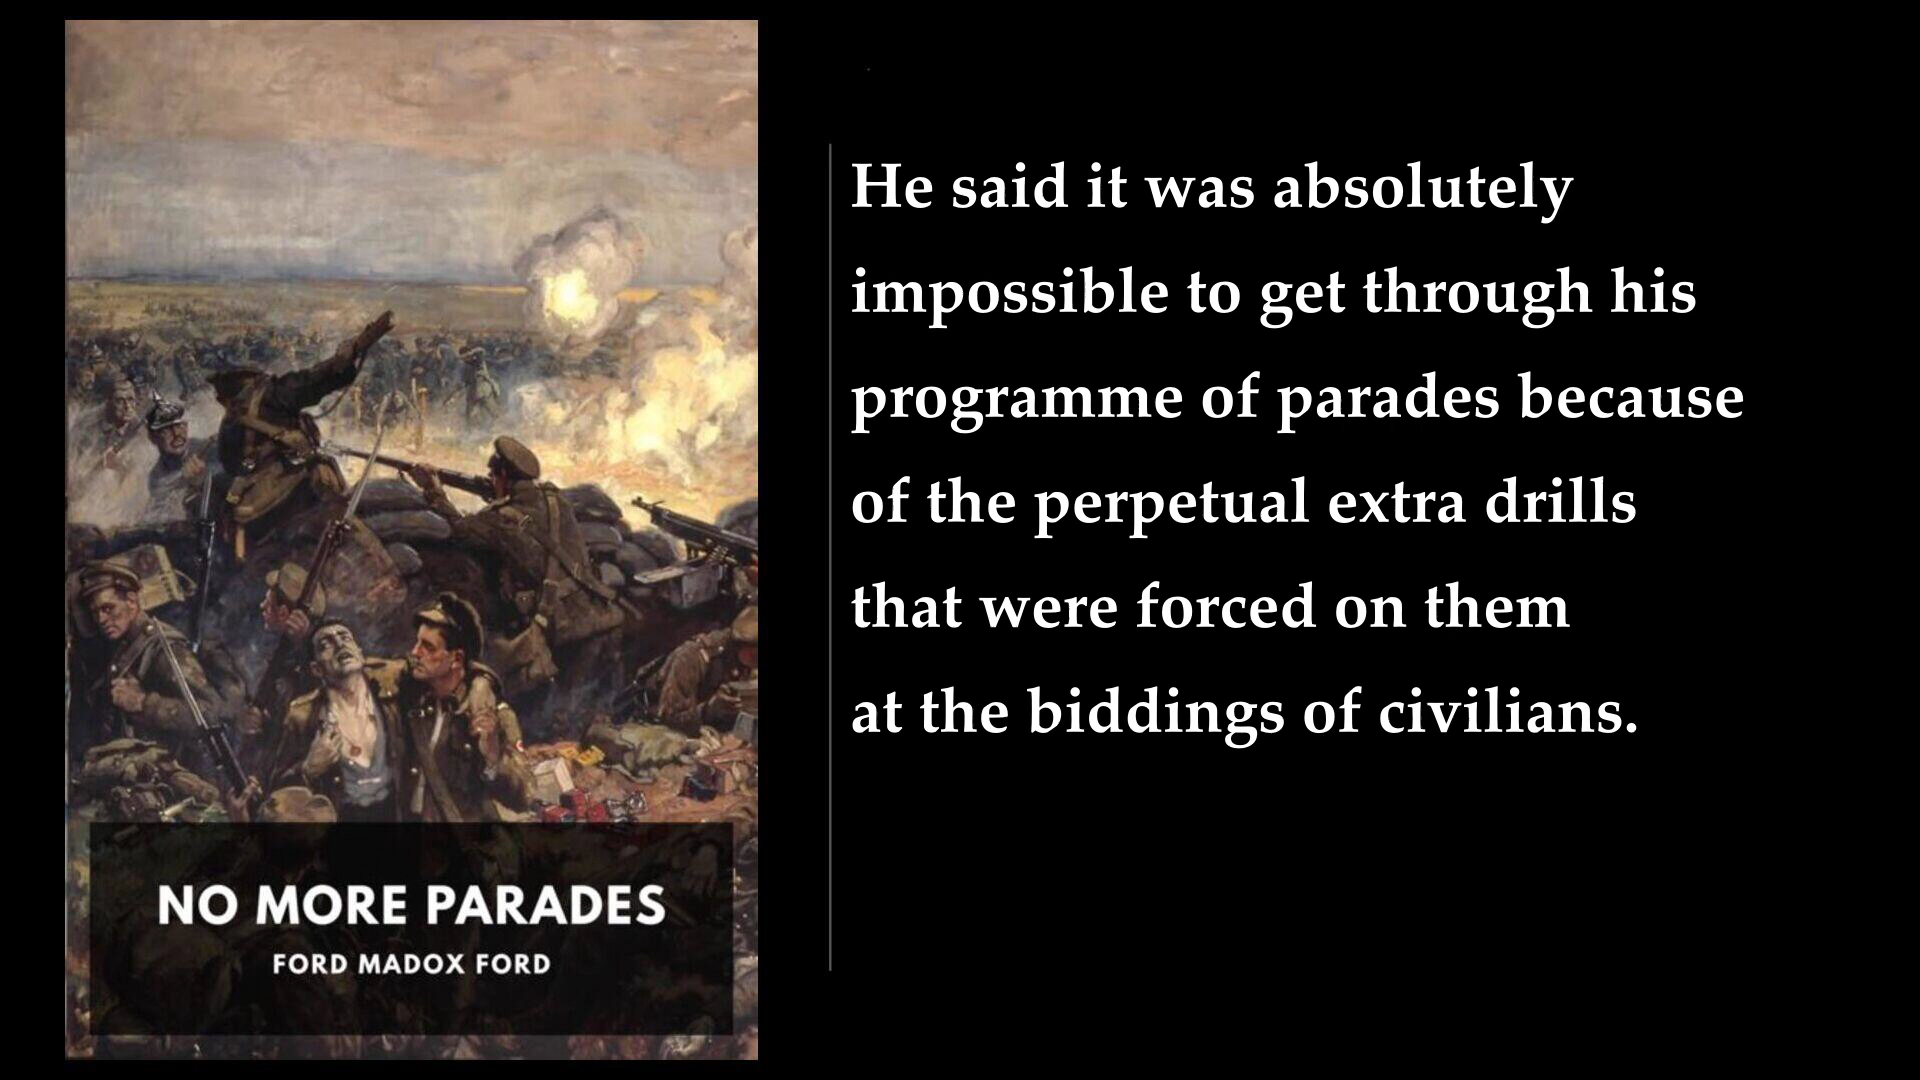 He said it was absolutely
impossible to get through his
programme of parades because
of the perpetual extra drills
that were forced on them
at the biddings of civilians.
NO MORE PARADES
FORD MADOX FORD